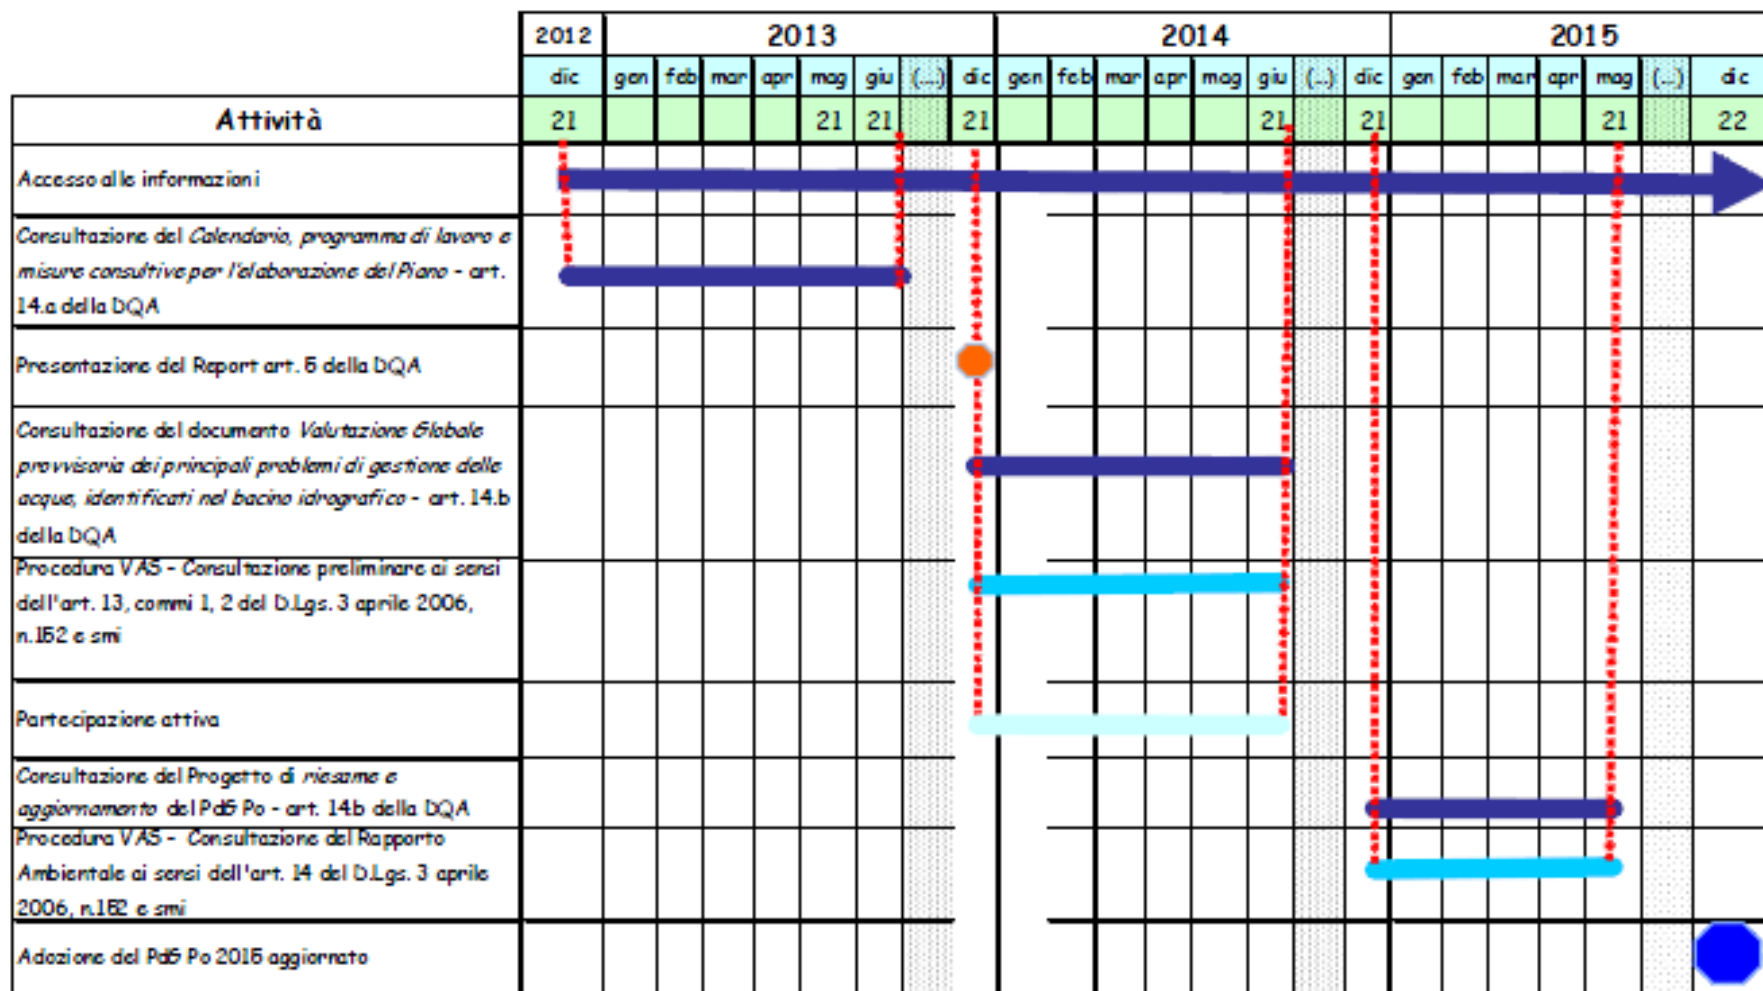 2012 2013 2014 2015
dic gen feb mar apr mag giu (...) dic gen feb mar apr mag giu (...) dic gen feb mar apr mag (...) dic
Attività 21 21 21 21 21 21 21 22
Accesso alle informazioni
Consultazione del Calendario, programma di lavoro e
misure consultive per l'elaborazione del Piano - art.
14.a della DQA
Presentazione del Report art. 5 della DQA
Consultazione del documento Valutazione Globale
provvisoria dei principali problemi di gestione delle
acque, identificati nel bacino idrografico - art. 14.b
della DQA
Procedura VAS - Consultazione preliminare ai sensi
dell'art. 13, commi 1, 2 del D.Lgs. 3 aprile 2006,
n.152 e smi
Partecipazione attiva
Consultazione del Progetto di riesame e
aggiornamento del PdG Po - art. 14.b della DQA
Procedura VAS - Consultazione del Rapporto
Ambientale ai sensi dell'art. 14 del D.Lgs. 3 aprile
2006, n.152 e smi
Adozione del PdG Po 2015 aggiornato